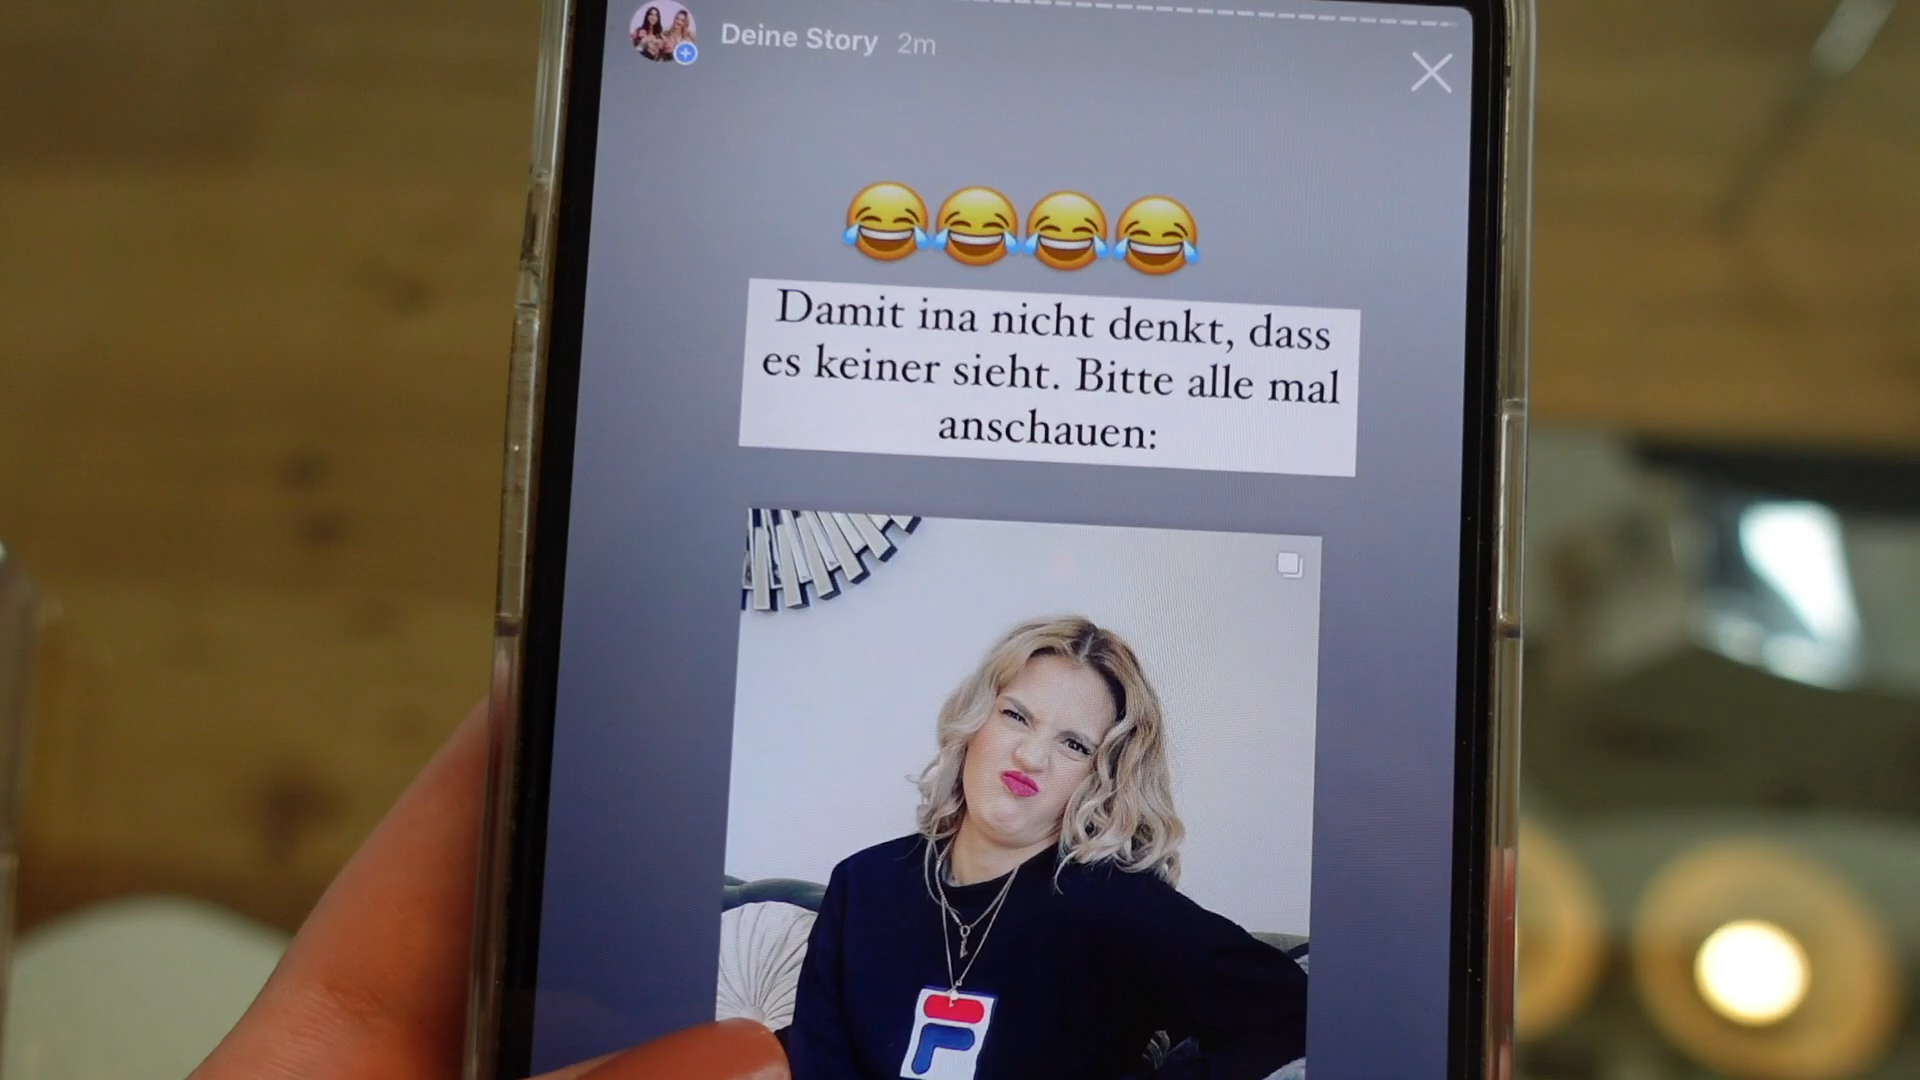 Deine Story 2m
😂😂😂😂
Damit ina nicht denkt, dass
es keiner sieht. Bitte alle mal
anschauen:
F